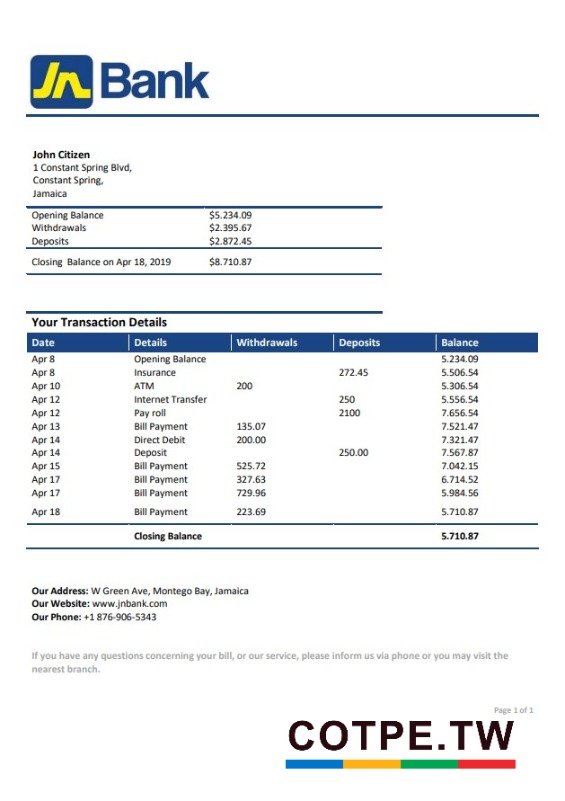 Jn Bank
John Citizen
1 Constant Spring Blvd,
Constant Spring,
Jamaica
Opening Balance $5.234.09
Withdrawals $2.395.67
Deposits $2.872.45
Closing Balance on Apr 18, 2019 $8.710.87
Your Transaction Details
Date Details Withdrawals Deposits Balance
Apr 8 Opening Balance 5.234.09
Apr 8 Insurance 272.45 5.506.54
Apr 10 ATM 200 5.306.54
Apr 12 Internet Transfer 250 5.556.54
Apr 12 Pay roll 2100 7.656.54
Apr 13 Bill Payment 135.07 7.521.47
Apr 14 Direct Debit 200.00 7.321.47
Apr 14 Deposit 250.00 7.567.87
Apr 15 Bill Payment 525.72 7.042.15
Apr 17 Bill Payment 327.63 6.714.52
Apr 17 Bill Payment 729.96 5.984.56
Apr 18 Bill Payment 223.69 5.710.87
Closing Balance 5.710.87
Our Address: W Green Ave, Montego Bay, Jamaica
Our Website: www.jnbank.com
Our Phone: +1 876-906-5343
If you have any questions concerning your bill, or our service, please inform us via phone or you may visit the
nearest branch.
Page 1 of 1
COTPE.TW